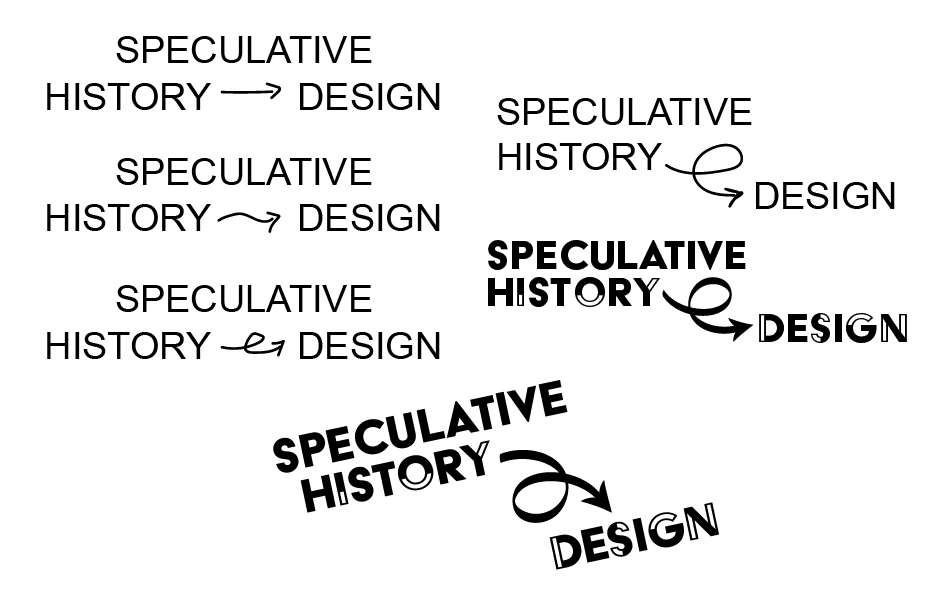 SPECULATIVE
HISTORY → DESIGN
SPECULATIVE
HISTORY → DESIGN
SPECULATIVE
HISTORY → DESIGN
SPECULATIVE
HISTORY
DESIGN
SPECULATIVE
HISTORY
DESIGN
SPECULATIVE
HISTORY
DESIGN